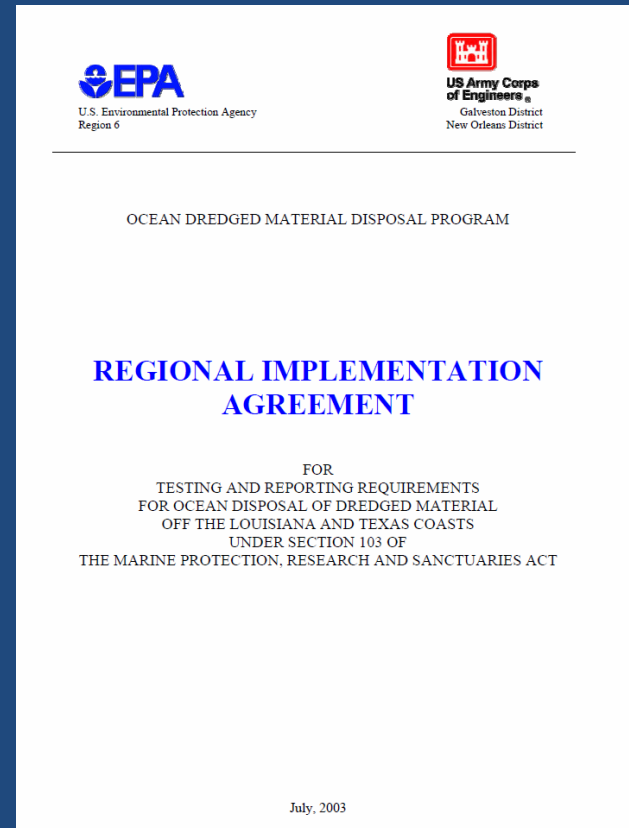 EPA
U.S. Environmental Protection Agency
Region 6
US Army Corps
of Engineers ®
Galveston District
New Orleans District
OCEAN DREDGED MATERIAL DISPOSAL PROGRAM
REGIONAL IMPLEMENTATION
AGREEMENT
FOR
TESTING AND REPORTING REQUIREMENTS
FOR OCEAN DISPOSAL OF DREDGED MATERIAL
OFF THE LOUISIANA AND TEXAS COASTS
UNDER SECTION 103 OF
THE MARINE PROTECTION, RESEARCH AND SANCTUARIES ACT
July, 2003